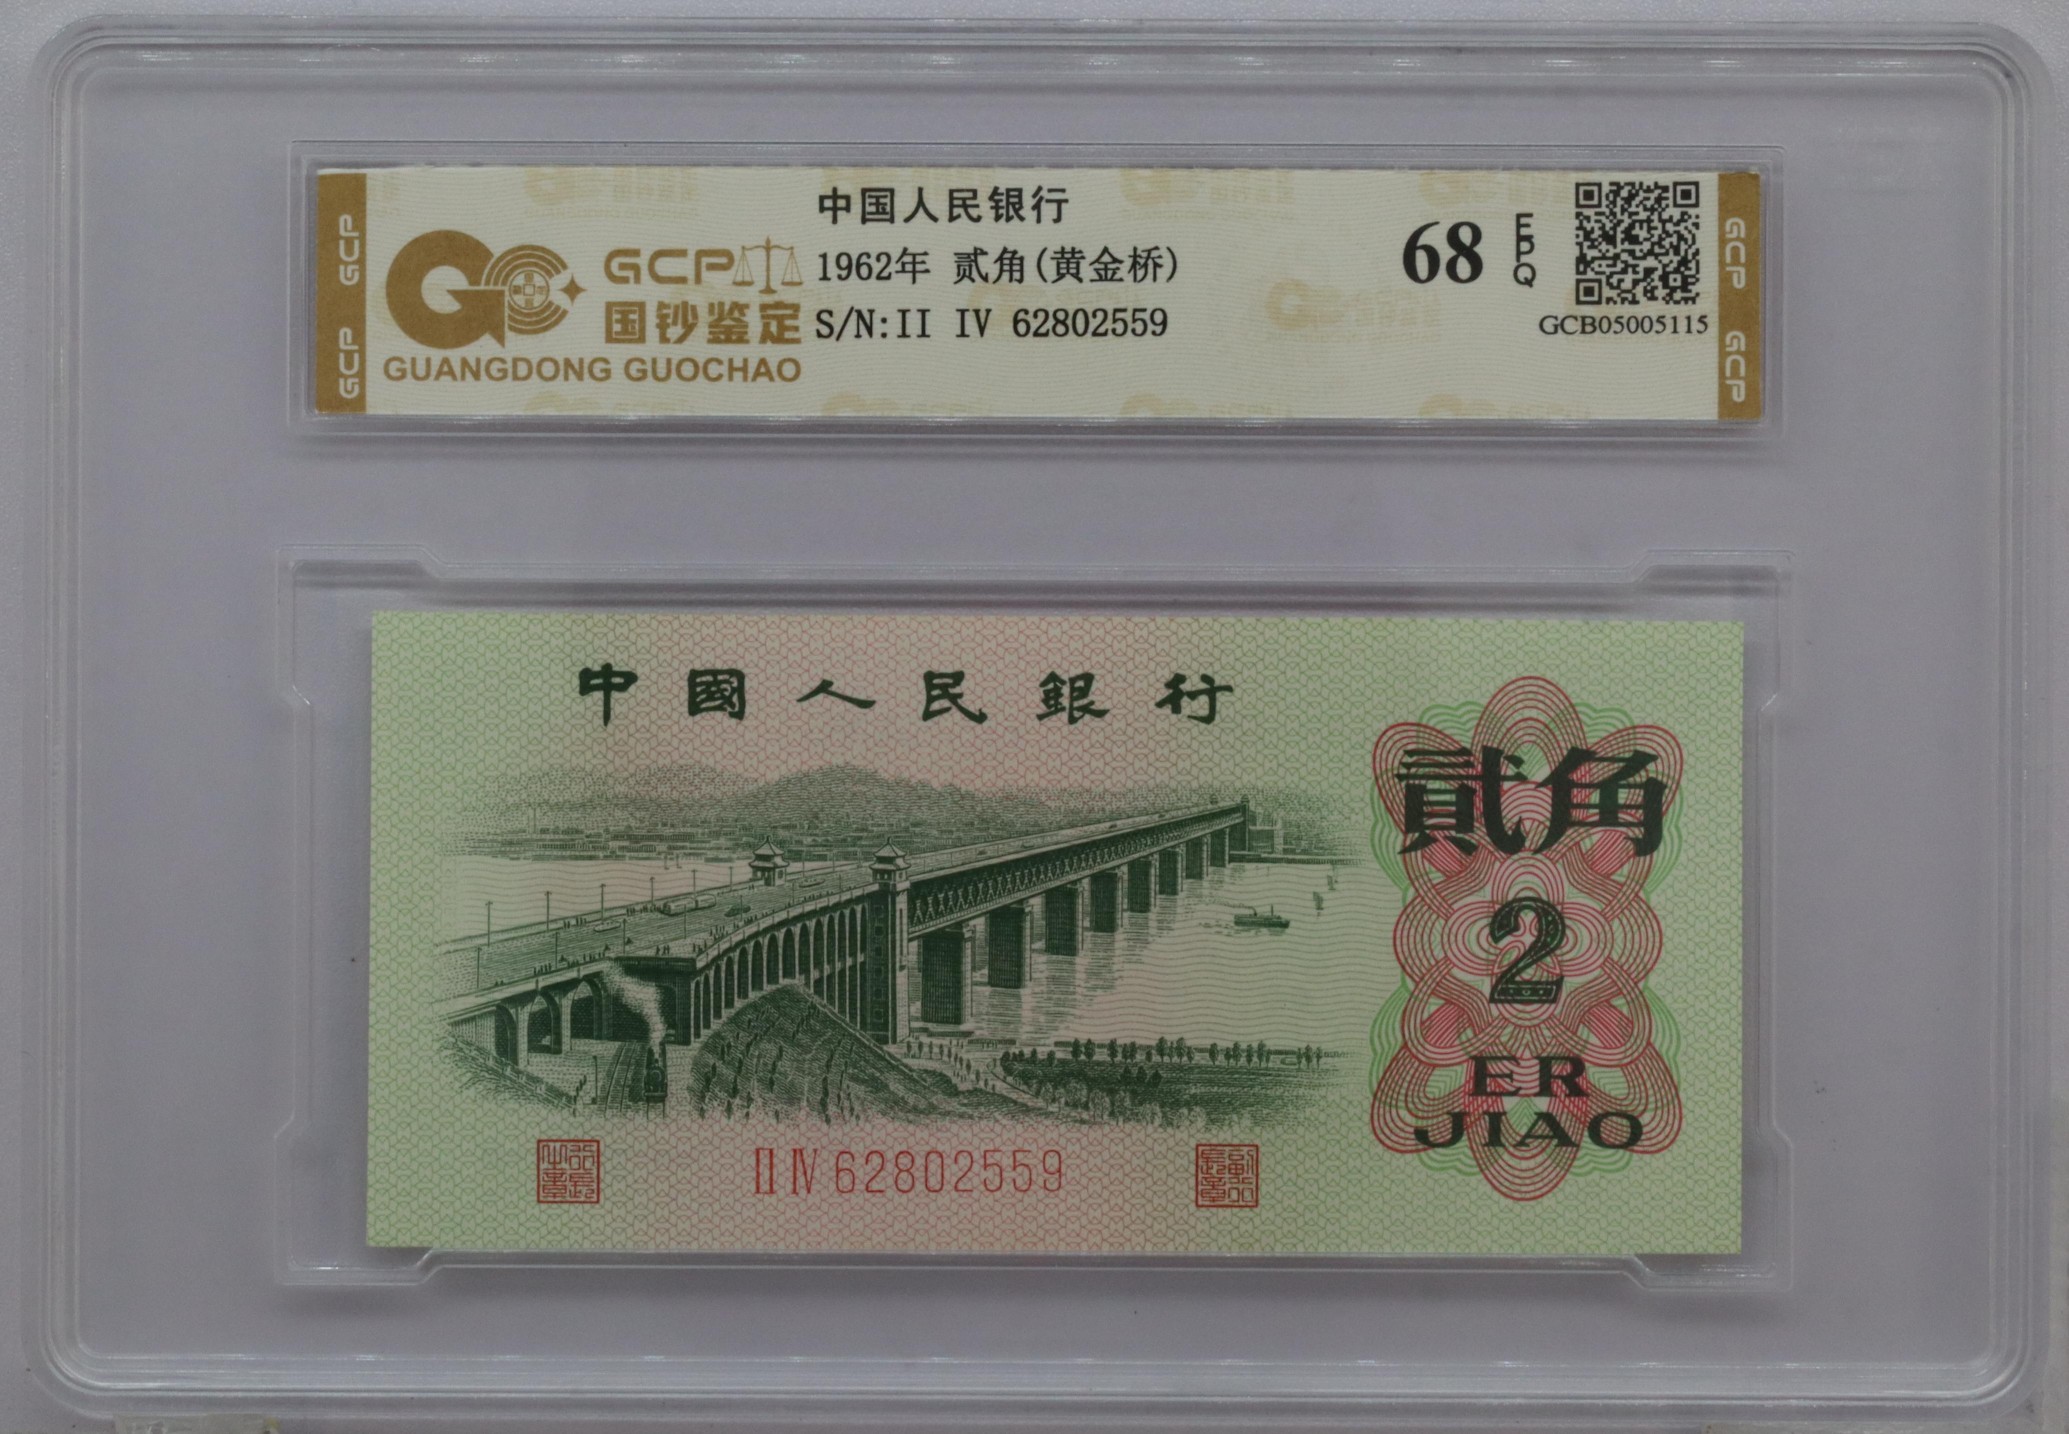 中国人民银行
1962年 贰角(黄金桥)
S/N:II IV 62802559
GCP
国钞鉴定
GUANGDONG GUOCHAO
68
EPQ
GCB05005115
GCP
GCP
GCP
GCP
中國人民銀行
貳角
2
ER
JIAO
II IV 62802559